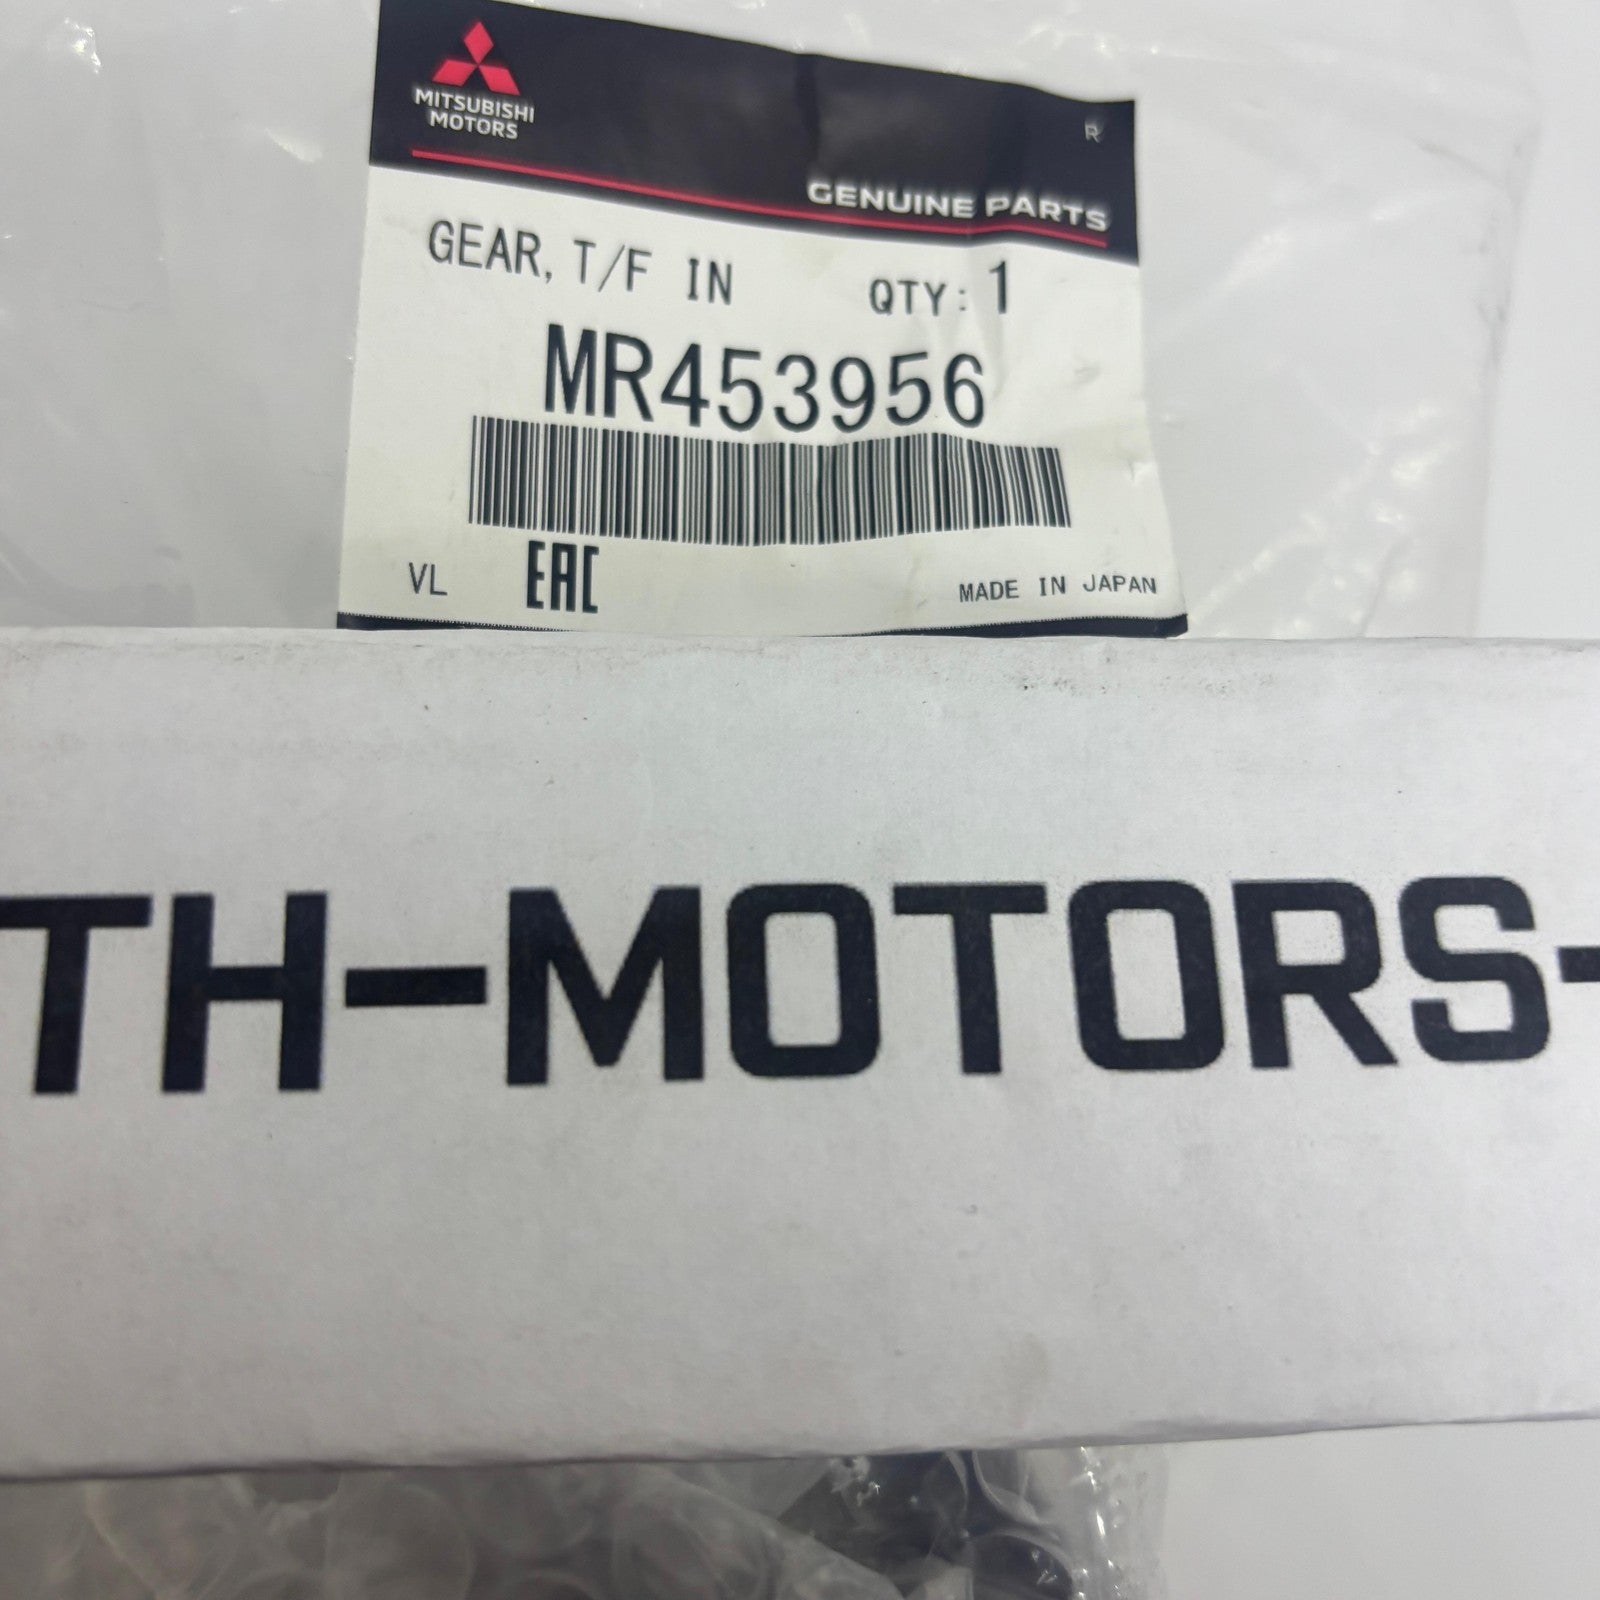 MITSUBISHI
MOTORS
R
GENUINE PARTS
GEAR, T/F IN QTY: 1
MR453956
VL EAC MADE IN JAPAN
TH-MOTORS-